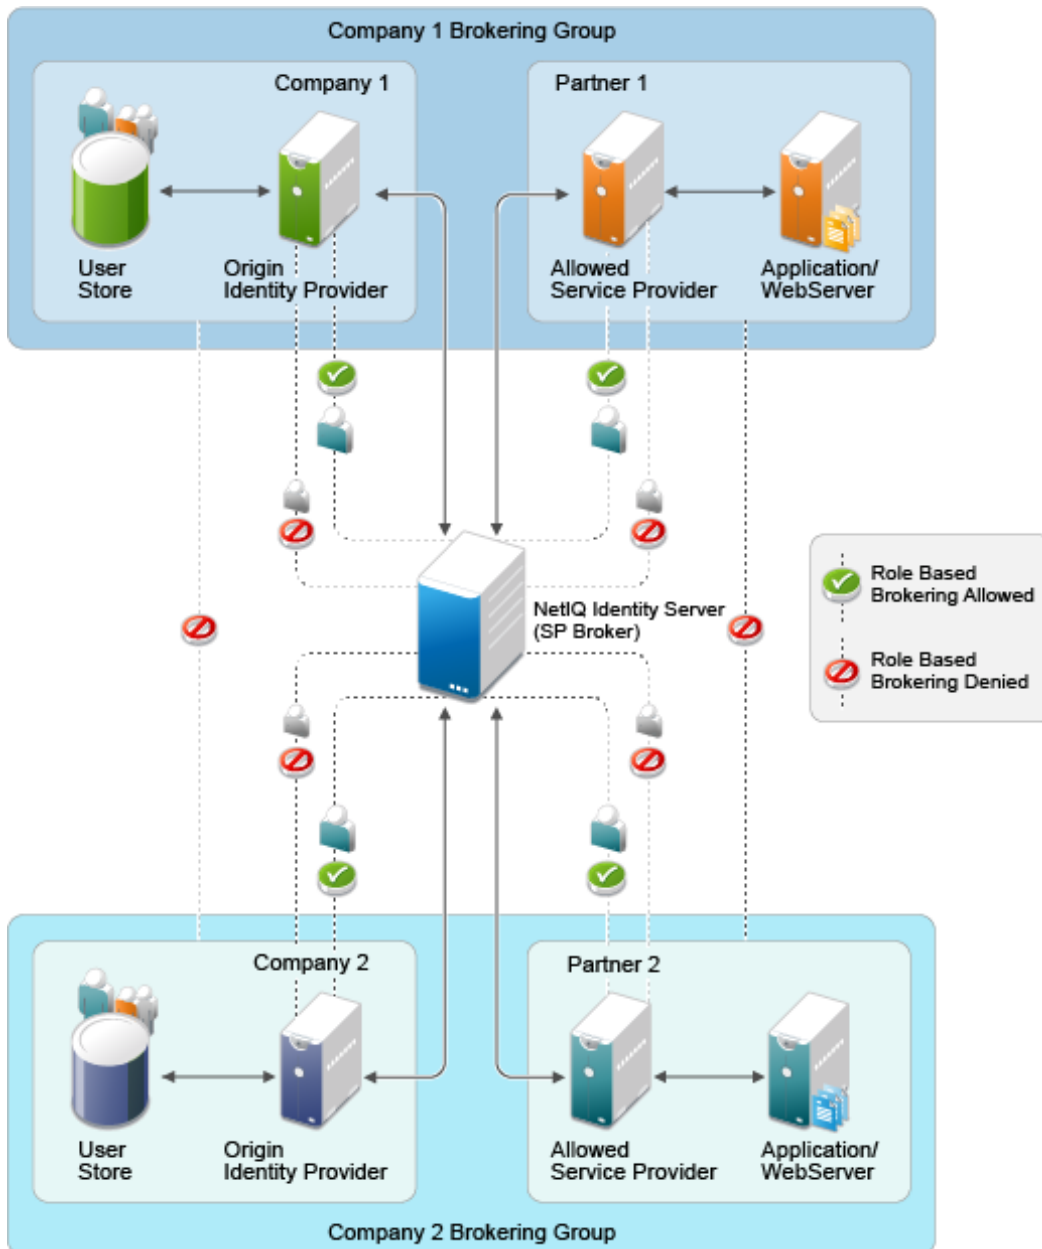 Company 1 Brokering Group
Company 1
Partner 1
User
Store
Origin
Identity Provider
Allowed
Service Provider
Application/
WebServer
NetIQ Identity Server
(SP Broker)
Role Based
Brokering Allowed
Role Based
Brokering Denied
Company 2
Partner 2
User
Store
Origin
Identity Provider
Allowed
Service Provider
Application/
WebServer
Company 2 Brokering Group